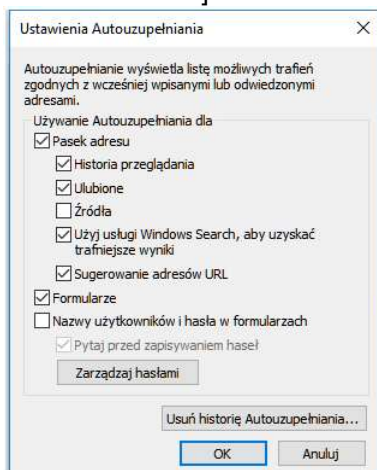 Ustawienia Autouzupełniania
Autouzupełnianie wyświetla listę możliwych trafień
zgodnych z wcześniej wpisanymi lub odwiedzonymi
adresami.
Używanie Autouzupełniania dla
Pasek adresu
Historia przeglądania
Ulubione
Źródła
Użyj usługi Windows Search, aby uzyskać
trafniejsze wyniki
Sugerowanie adresów URL
Formularze
Nazwy użytkowników i hasła w formularzach
Pytaj przed zapisywaniem haseł
Zarządzaj hasłami
Usuń historię Autouzupełniania...
OK Anuluj